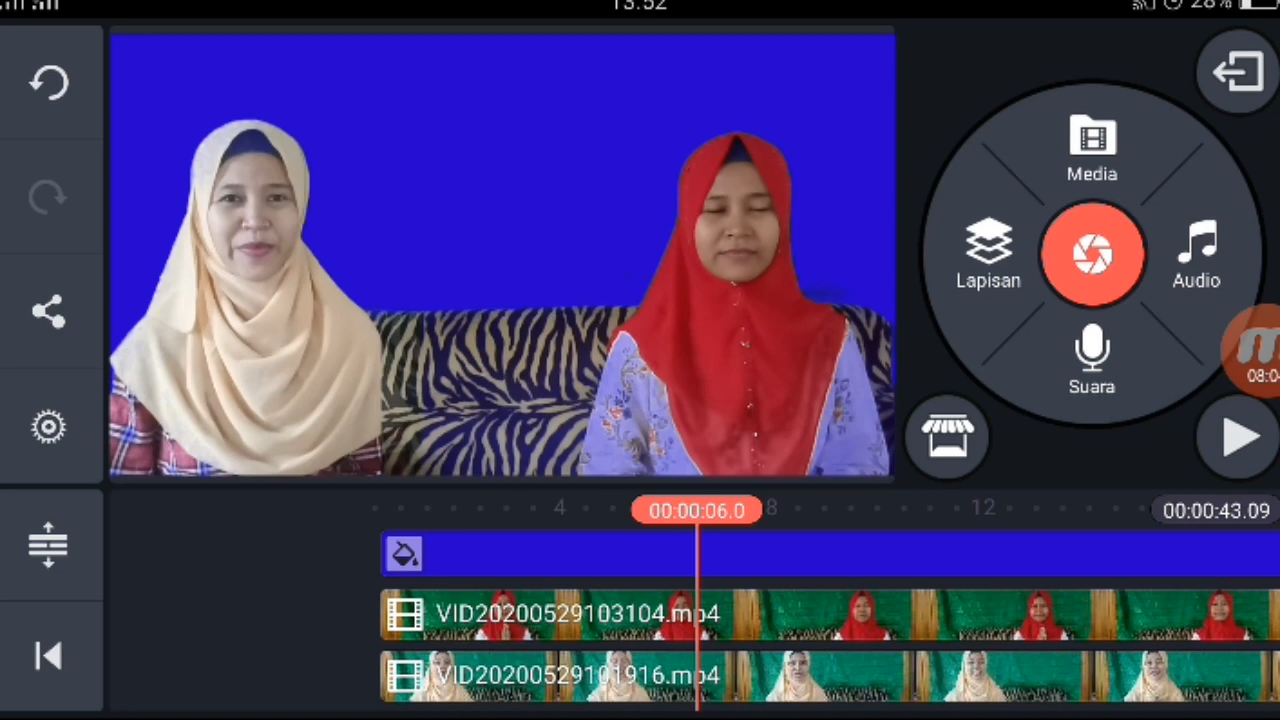 13.52
28%
Media
Lapisan
Audio
Suara
08:0
4
00:00:06.0
8
12
00:00:43.09
VID20200529103104.mp4
VID20200529101916.mp4